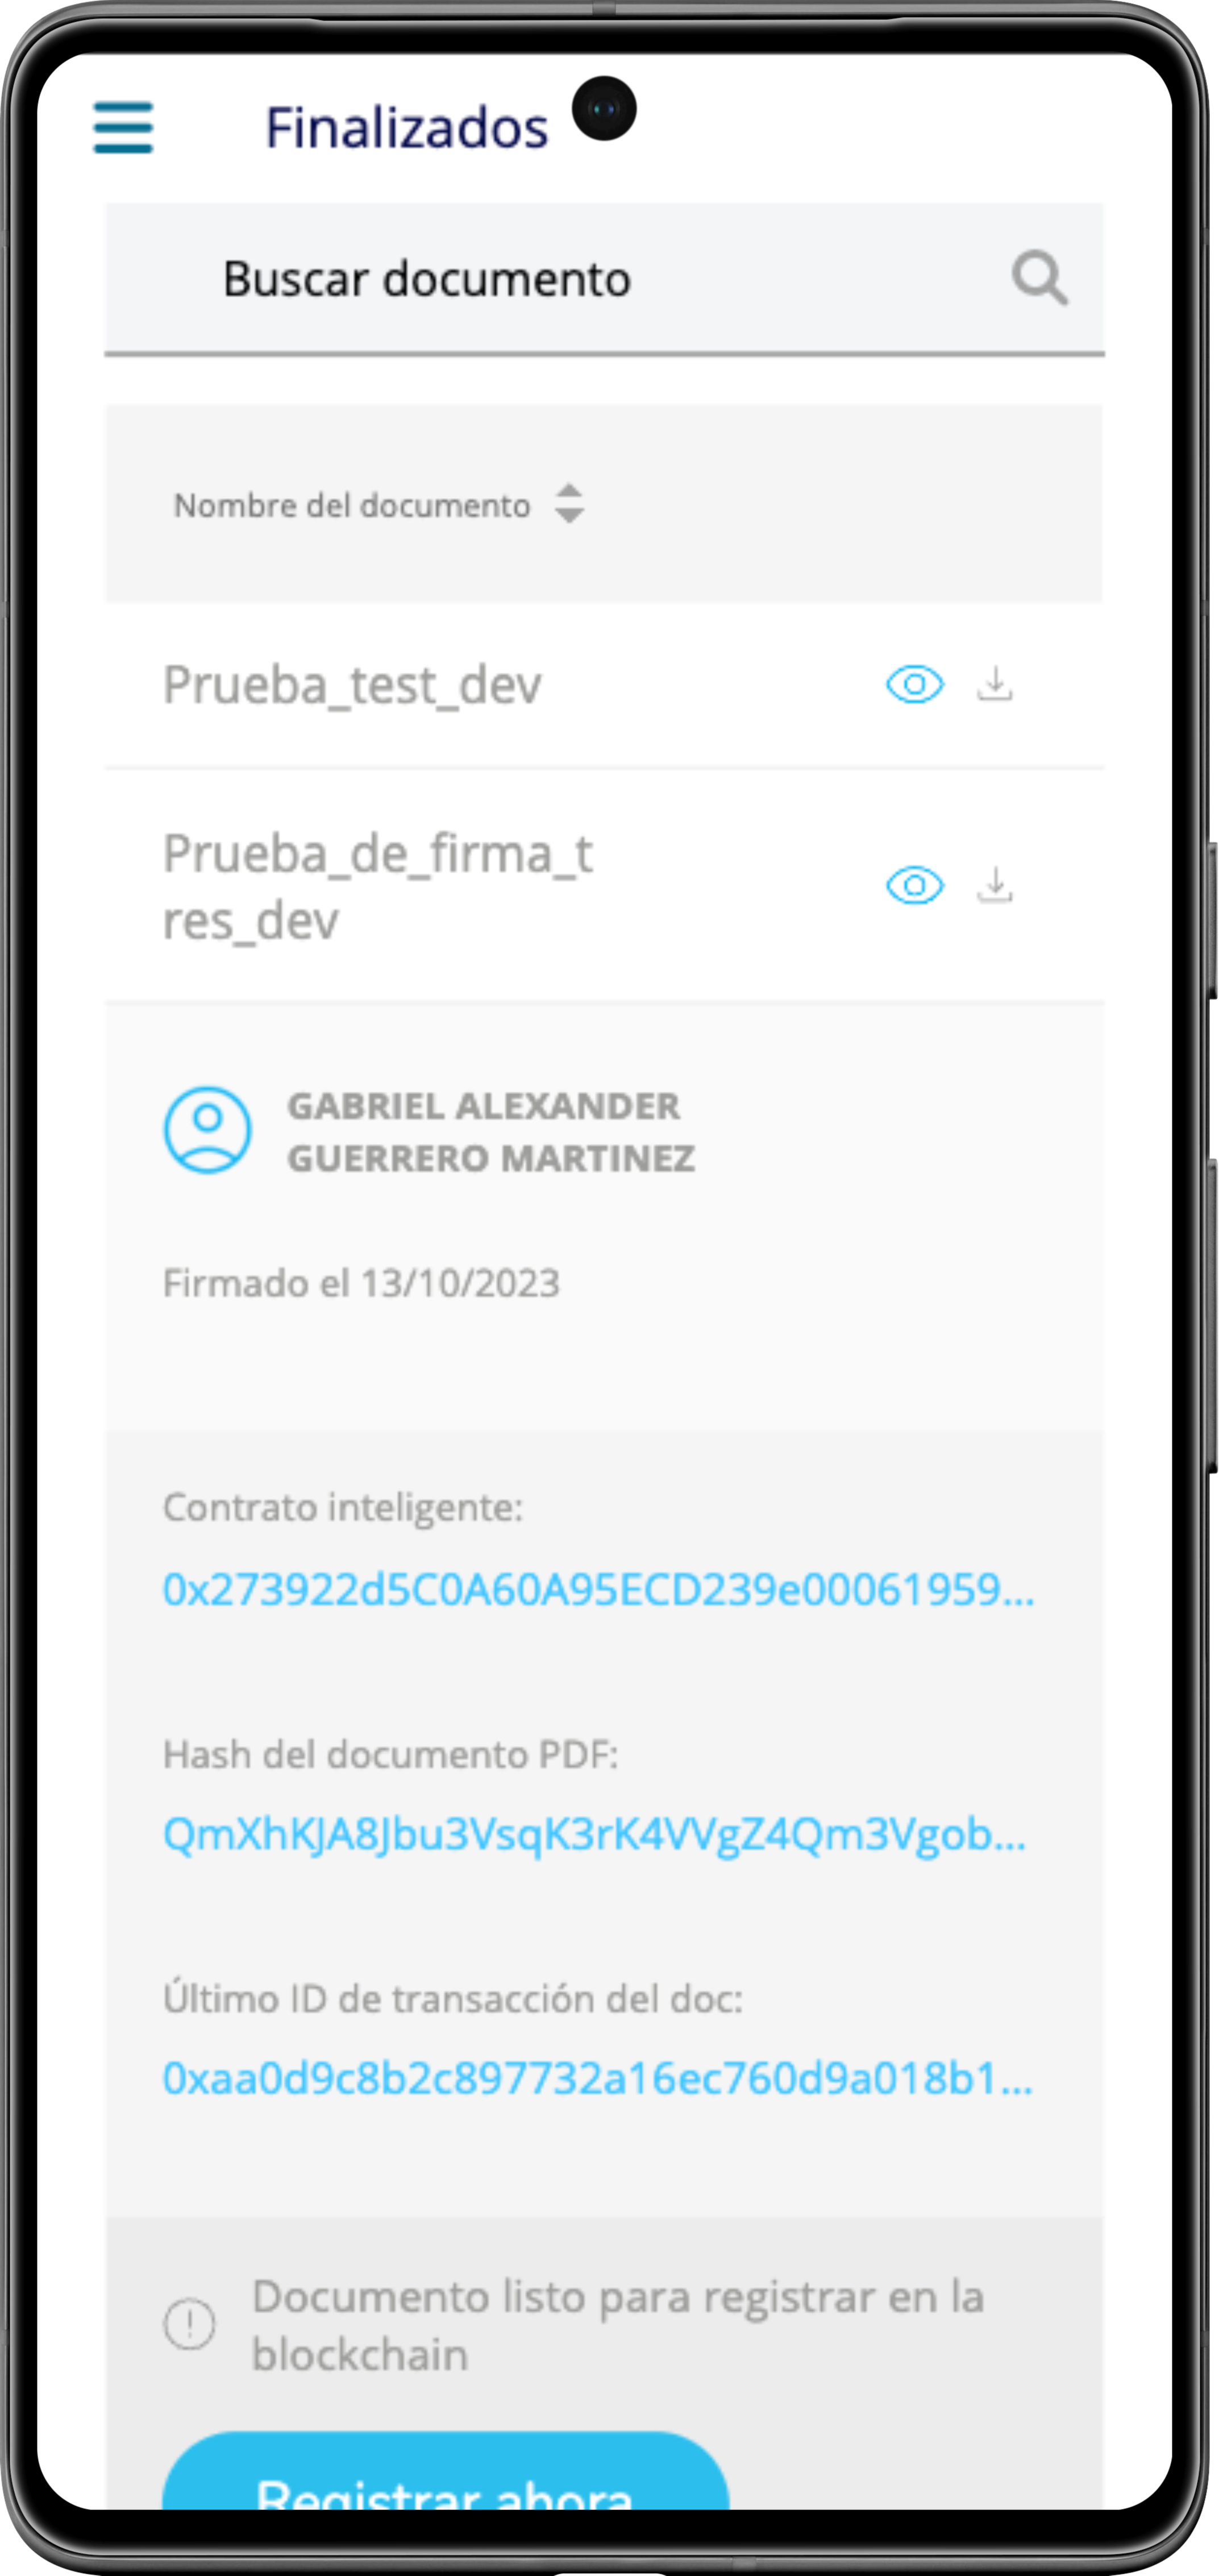 Finalizados
Buscar documento
Nombre del documento
Prueba_test_dev
Prueba_de_firma_t
res_dev
GABRIEL ALEXANDER
GUERRERO MARTINEZ
Firmado el 13/10/2023
Contrato inteligente:
0x273922d5C0A60A95ECD239e00061959...
Hash del documento PDF:
QmXhKJA8Jbu3VsqK3rK4VVgZ4Qm3Vgob...
Último ID de transacción del doc:
0xaa0d9c8b2c897732a16ec760d9a018b1...
Documento listo para registrar en la
blockchain
Registrar ahora